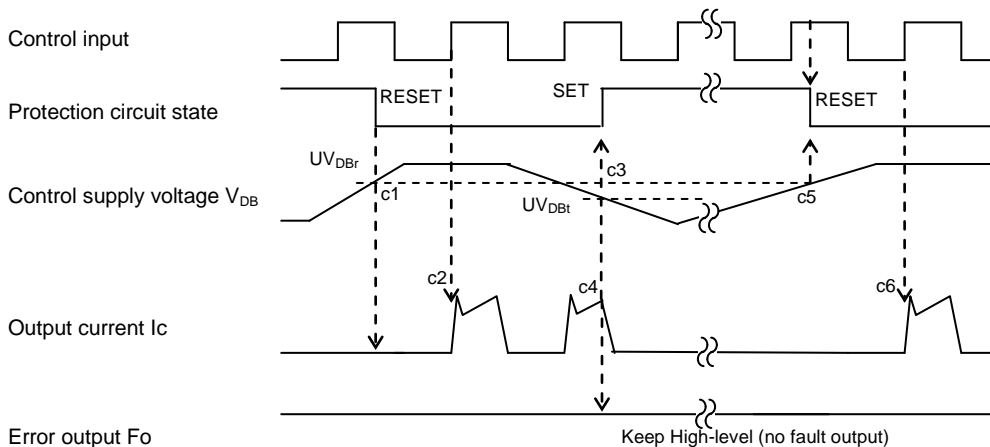 Control input
RESET
SET
RESET
Protection circuit state
UVDBr
c1
c3
c5
Control supply voltage VDB
UVDBt
c2
c4
c6
Output current Ic
Error output Fo
Keep High-level (no fault output)